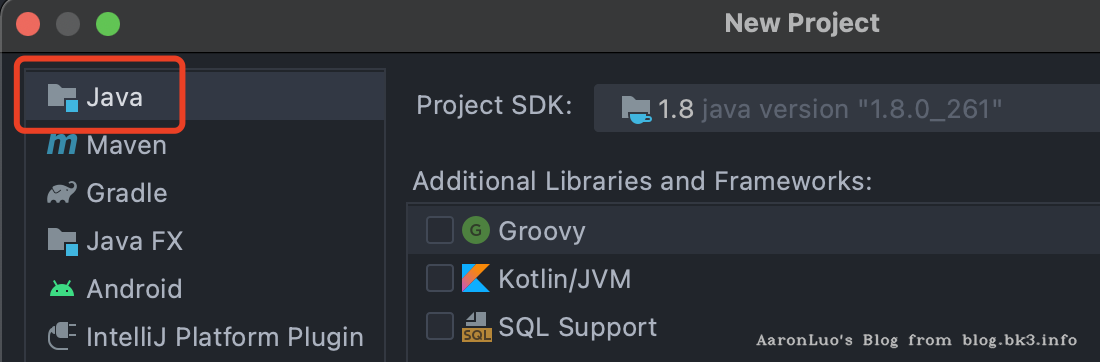 New Project
Java
Maven
Gradle
Java FX
Android
IntelliJ Platform Plugin
Project SDK: 1.8 java version "1.8.0_261"
Additional Libraries and Frameworks:
G Groovy
Kotlin/JVM
SQL SQL Support
AaronLuo's Blog from blog.bk3.info